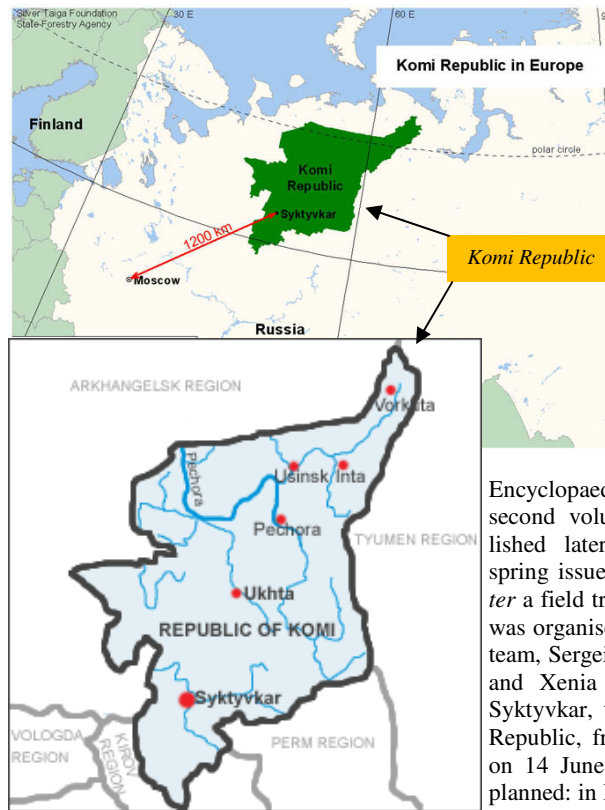 Silver Taiga Foundation
State-Forestry Agency
30 E
60 E
Komi Republic in Europe
Finland
polar circle
Komi
Republic
Syktyvkar
1200 km
Moscow
Komi Republic
Russia
ARKHANGELSK REGION
Vorkuta
Pechora
Usinsk
Inta
Pechora
TYUMEN REGION
Ukhta
REPUBLIC OF KOMI
Syktyvkar
VOLOGDA
REGION
KIROV
REGION
PERM REGION
Encyclopaed
second volu
lished later
spring issue
ter a field tr
was organis
team, Sergei
and Xenia
Syktyvkar,
Republic, fr
on 14 June
planned: in